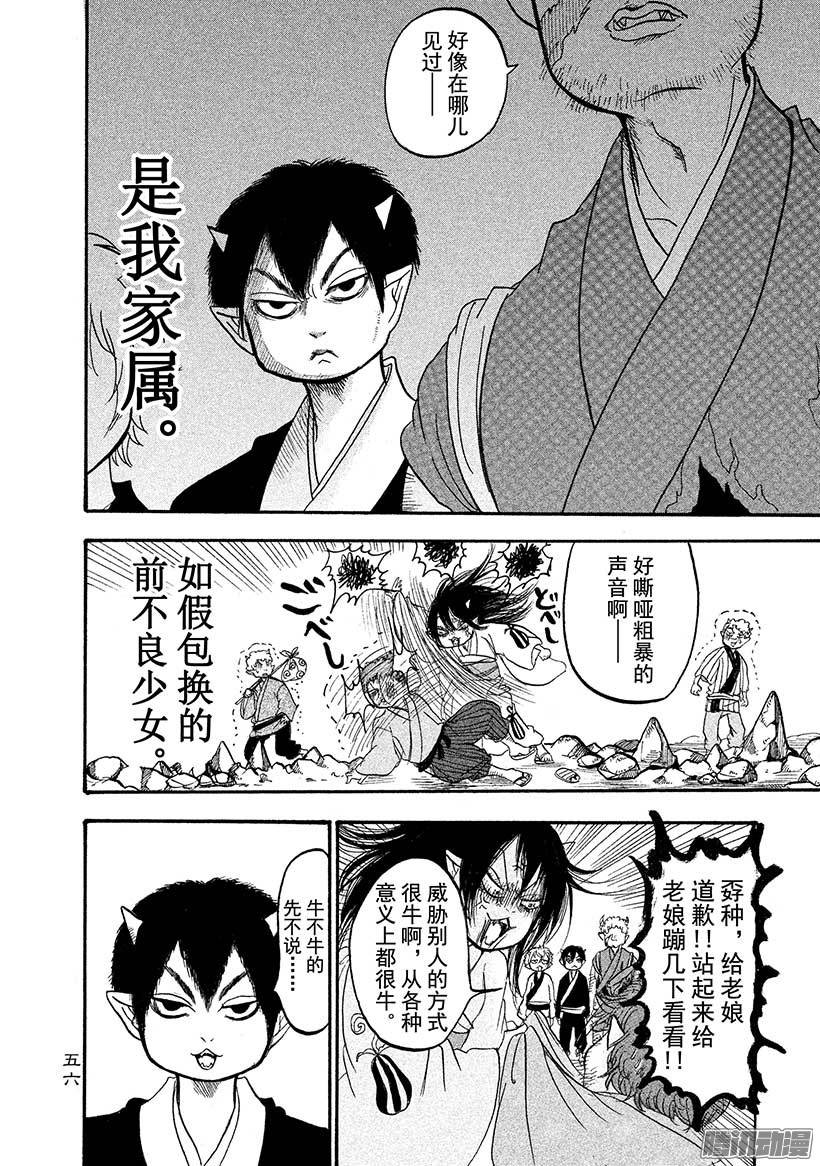 好像在哪儿
见过——
是我家属。
好嘶哑粗暴的
声音啊——
どべし
どべし
如假包换的
前不良少女。
孬种，给老娘
道歉!!站起来给
老娘蹦几下看看!!
威胁别人的方式
很牛啊，从各种
意义上都很牛。
牛不牛的
先不说……
五六
腾讯动漫